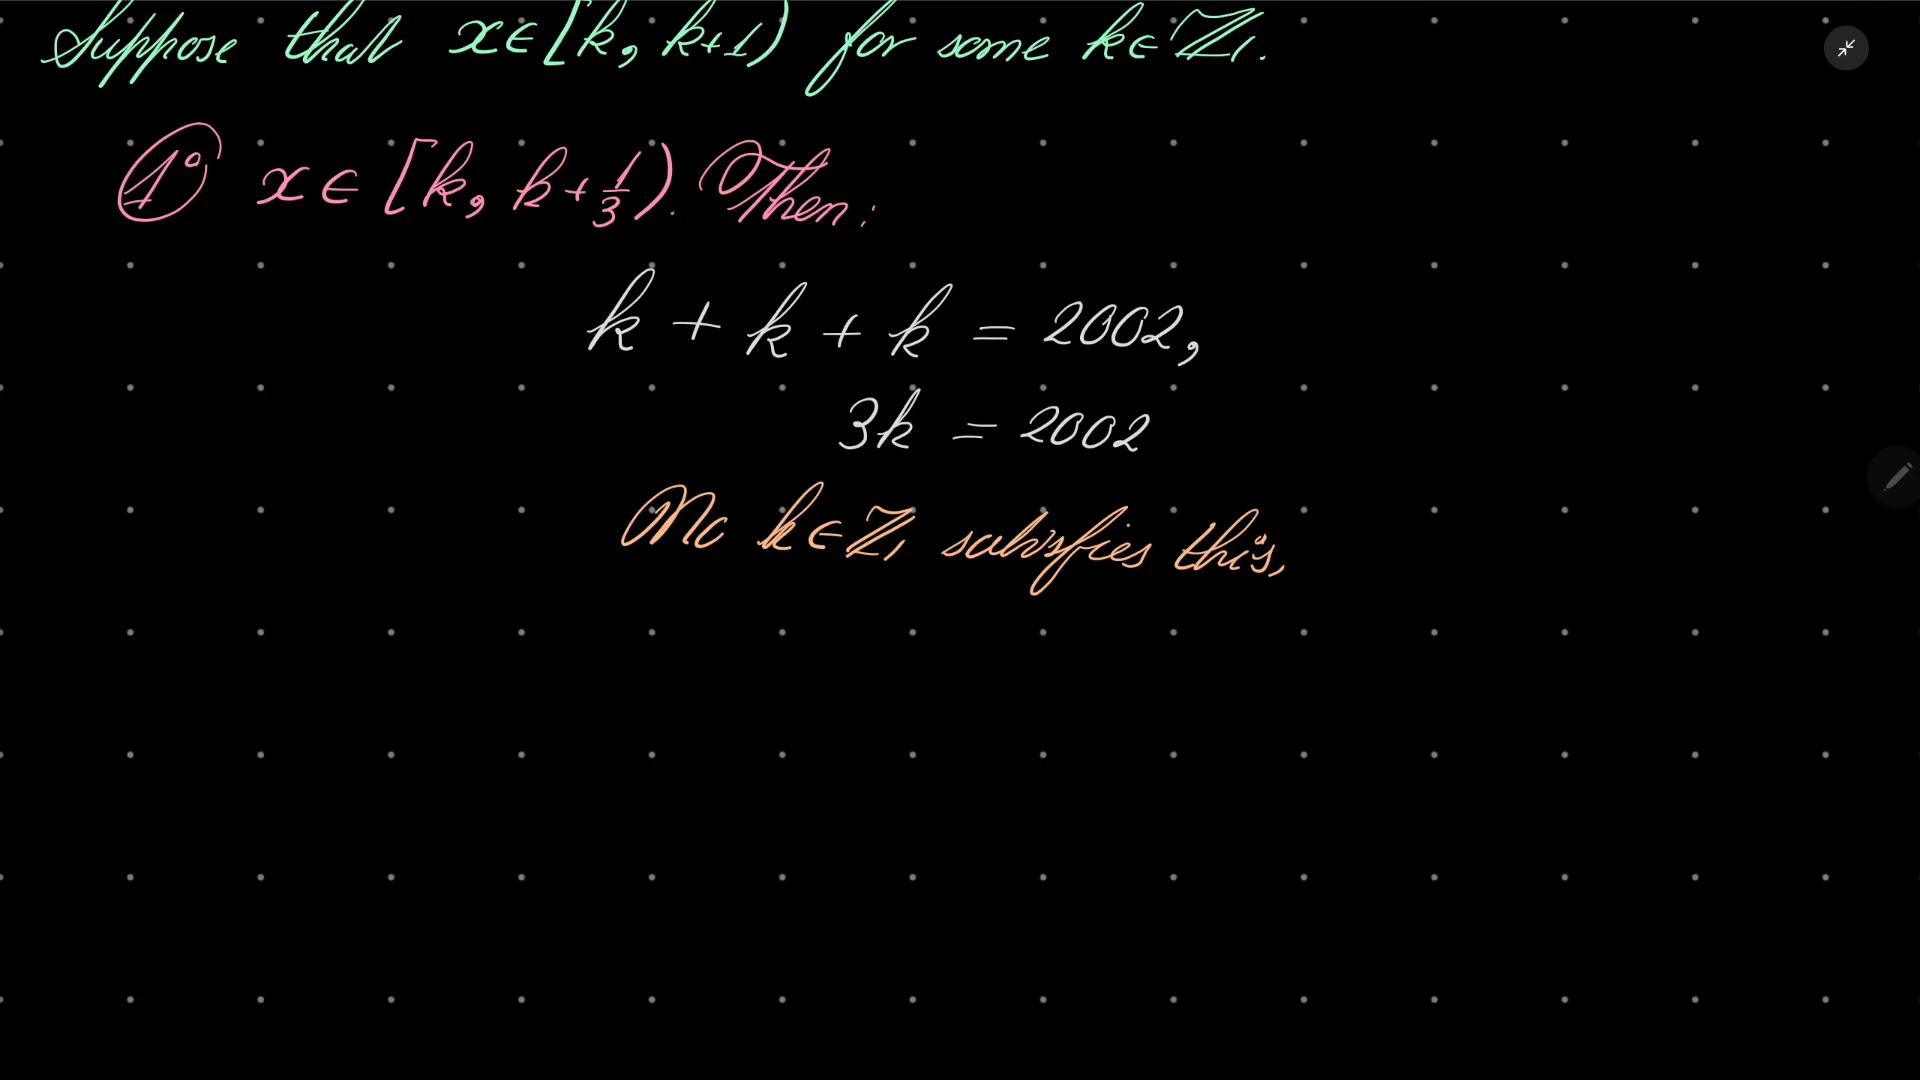 Suppose that x∈[k, k+1) for some k∈ℤ.
1° x∈[k, k+1/3). Then:
k + k + k = 2002,
3k = 2002
No k∈ℤ satisfies this,